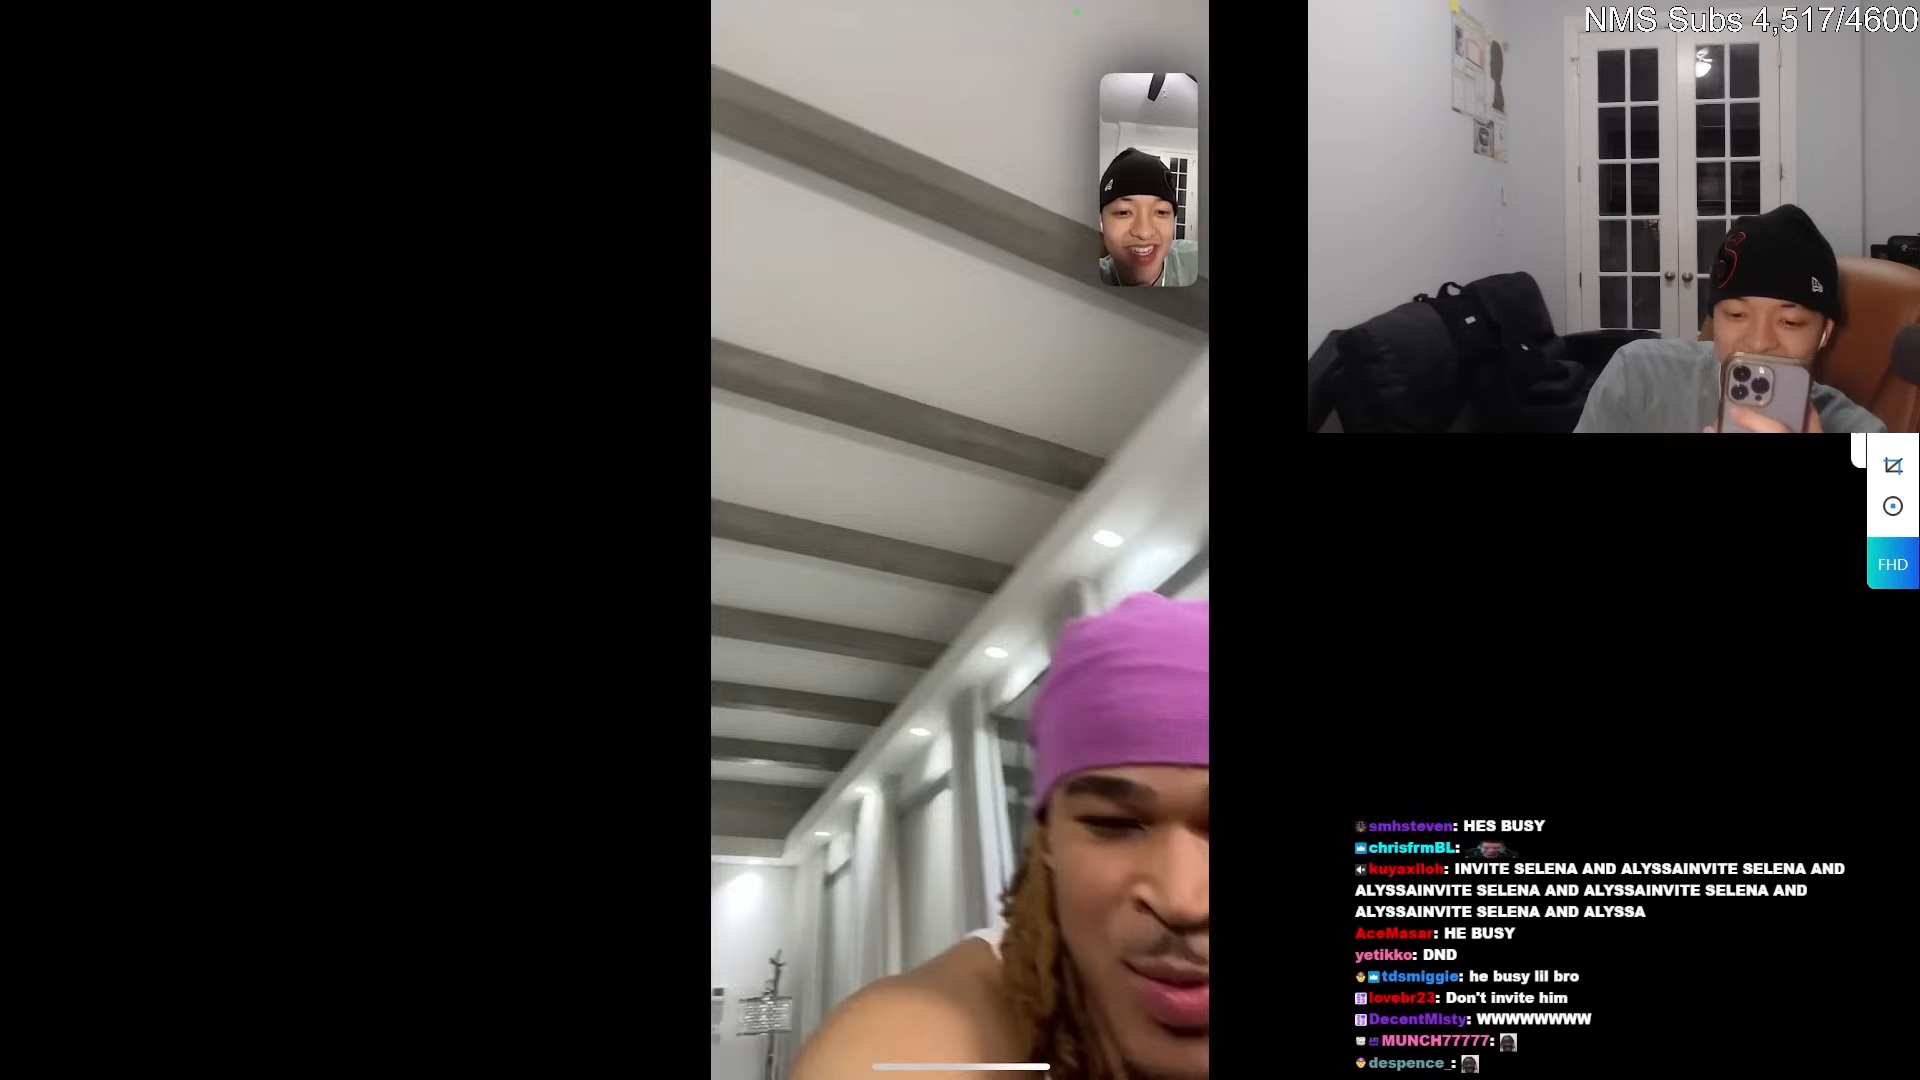 NMS Subs 4,517/4600
FHD
smhsteven: HES BUSY
chrisfrmBL:
kuyaxiloh: INVITE SELENA AND ALYSSAINVITE SELENA AND
ALYSSAINVITE SELENA AND ALYSSAINVITE SELENA AND
ALYSSAINVITE SELENA AND ALYSSA
AceMasar: HE BUSY
yetikko: DND
tdsmiggle: he busy lil bro
lovebr23: Don't invite him
DecentMisty: WWWWWWWW
MUNCH77777:
despence_: